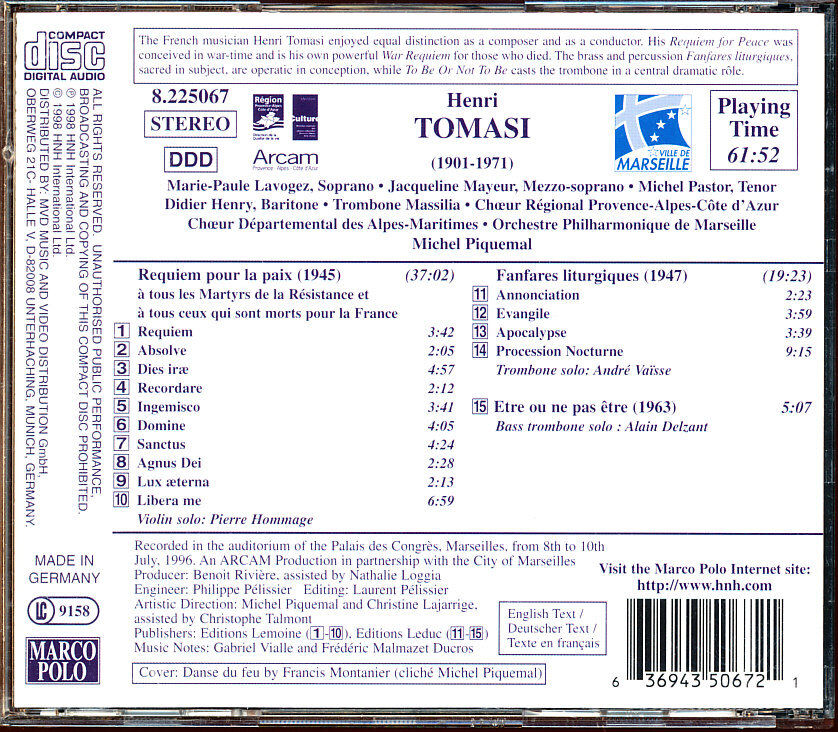 COMPACT
disc
DIGITAL AUDIO
The French musician Henri Tomasi enjoyed equal distinction as a composer and as a conductor. His Requiem for Peace was
conceived in war-time and is his own powerful War Requiem for those who died. The brass and percussion Fanfares liturgiques,
sacred in subject, are operatic in conception, while To Be Or Not To Be casts the trombone in a central dramatic rôle.
8.225067
STEREO
DDD
Région
Provence-Alpes
Côte d'Azur
Culture
Arcam
Provence - Alpes - Côte d'Azur
Henri
TOMASI
(1901-1971)
VILLE DE
MARSEILLE
Playing
Time
61:52
Marie-Paule Lavogez, Soprano • Jacqueline Mayeur, Mezzo-soprano • Michel Pastor, Tenor
Didier Henry, Baritone • Trombone Massilia • Chœur Régional Provence-Alpes-Côte d'Azur
Chœur Départemental des Alpes-Maritimes • Orchestre Philharmonique de Marseille
Michel Piquemal
Requiem pour la paix (1945) (37:02)
à tous les Martyrs de la Résistance et
à tous ceux qui sont morts pour la France
1 Requiem 3:42
2 Absolve 2:05
3 Dies iræ 4:57
4 Recordare 2:12
5 Ingemisco 3:41
6 Domine 4:05
7 Sanctus 4:24
8 Agnus Dei 2:28
9 Lux æterna 2:13
10 Libera me 6:59
Violin solo: Pierre Hommage
Fanfares liturgiques (1947) (19:23)
11 Annonciation 2:23
12 Evangile 3:59
13 Apocalypse 3:39
14 Procession Nocturne 9:15
Trombone solo: André Vaïsse
15 Etre ou ne pas être (1963) 5:07
Bass trombone solo : Alain Delzant
Recorded in the auditorium of the Palais des Congrès, Marseilles, from 8th to 10th
July, 1996. An ARCAM Production in partnership with the City of Marseilles
Producer: Benoit Rivière, assisted by Nathalie Loggia
Engineer: Philippe Pélissier Editing: Laurent Pélissier
Artistic Direction: Michel Piquemal and Christine Lajarrige,
assisted by Christophe Talmont
Publishers: Editions Lemoine (1-10), Editions Leduc (11-15)
Music Notes: Gabriel Vialle and Frédéric Malmazet Ducros
Cover: Danse du feu by Francis Montanier (cliché Michel Piquemal)
English Text /
Deutscher Text /
Texte en français
Visit the Marco Polo Internet site:
http://www.hnh.com
6 36943 50672 1
ALL RIGHTS RESERVED. UNAUTHORISED PUBLIC PERFORMANCE,
BROADCASTING AND COPYING OF THIS COMPACT DISC PROHIBITED.
℗ 1998 HNH International Ltd.
© 1998 HNH International Ltd.
DISTRIBUTED BY: MVD MUSIC AND VIDEO DISTRIBUTION GmbH,
OBERWEG 21C- HALLE V, D-82008 UNTERHACHING, MUNICH, GERMANY.
MADE IN
GERMANY
LC 9158
MARCO
POLO